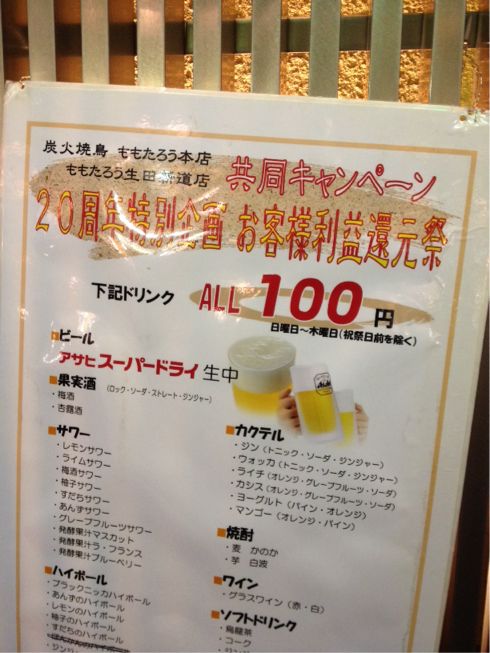 炭火焼鳥 ももたろう本店
ももたろう生田新道店
共同キャンペーン
20周年特別企画 お客様利益還元祭
下記ドリンク ALL 100円
日曜日～木曜日(祝祭日前を除く)
■ビール
アサヒスーパードライ 生中
■果実酒 (ロック・ソーダ・ストレート・ジンジャー)
・梅酒
・杏露酒
■サワー
・レモンサワー
・ライムサワー
・梅酒サワー
・柚子サワー
・すだちサワー
・あんずサワー
・グレープフルーツサワー
・発酵果汁マスカット
・発酵果汁ラ・フランス
・発酵果汁ブルーベリー
■ハイボール
・ブラックニッカハイボール
・あんずのハイボール
・レモンのハイボール
・柚子のハイボール
・すだちのハイボール
■カクテル
・ジン (トニック・ソーダ・ジンジャー)
・ウォッカ (トニック・ソーダ・ジンジャー)
・ライチ (オレンジ・グレープフルーツ・ソーダ)
・カシス (オレンジ・グレープフルーツ・ソーダ)
・ヨーグルト (パイン・オレンジ)
・マンゴー (オレンジ・パイン)
■焼酎
・麦 かのか
・芋 白波
■ワイン
・グラスワイン (赤・白)
■ソフトドリンク
・烏龍茶
・コーク